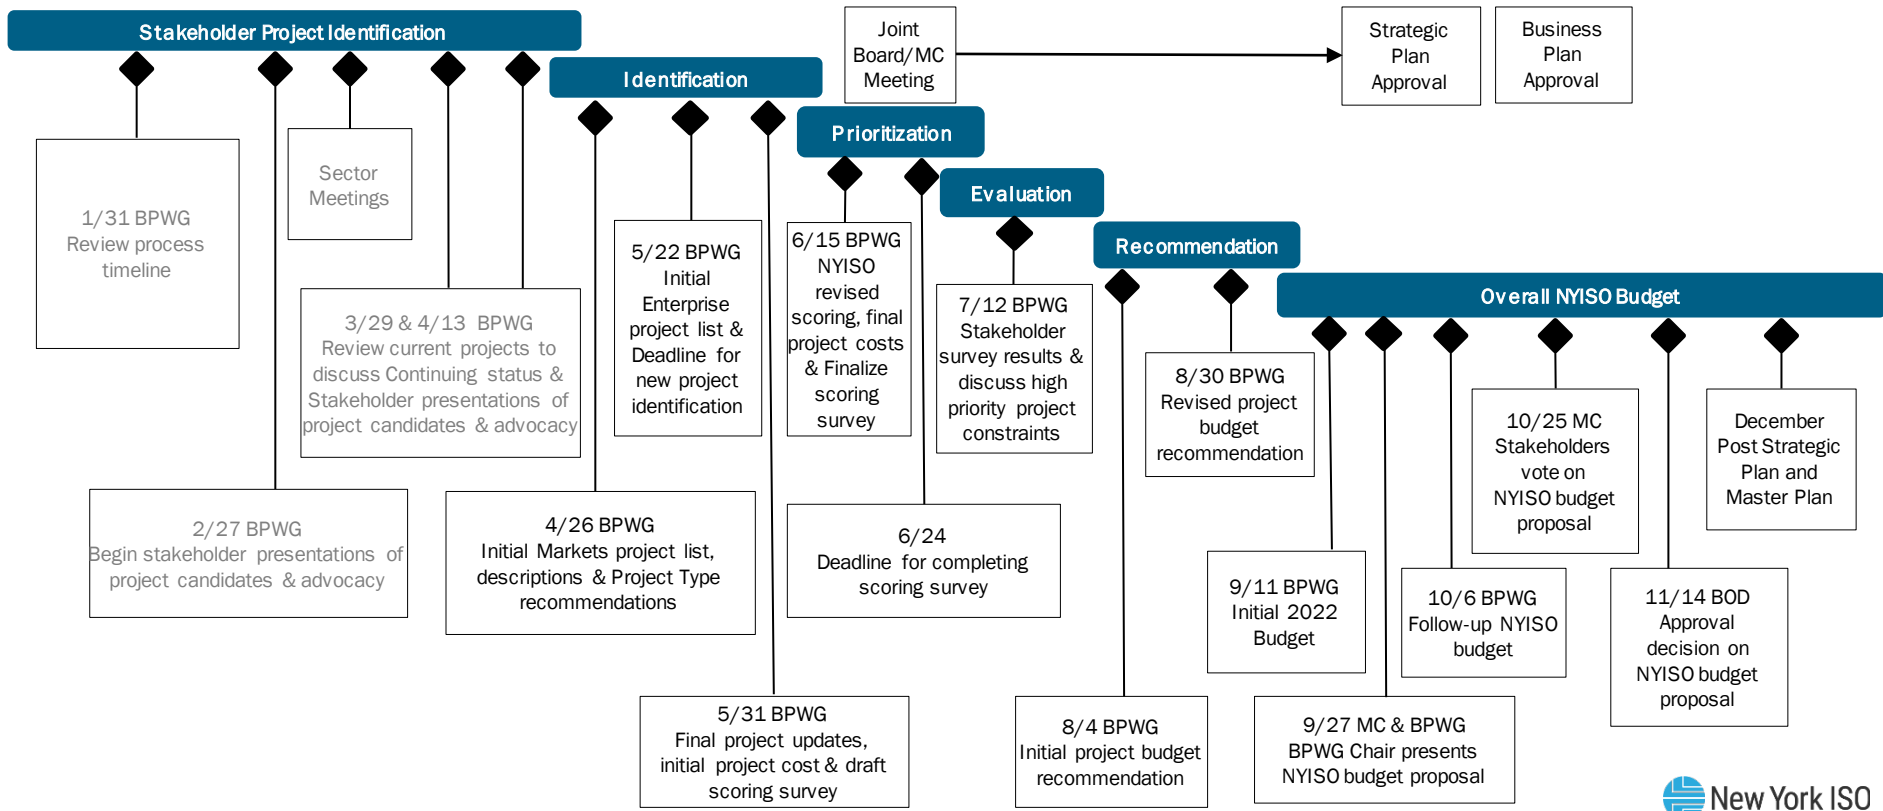 Stakeholder Project Identification
Joint
Board/MC
Meeting
Strategic
Plan
Approval
Business
Plan
Approval
Identification
Prioritization
Evaluation
Recommendation
Overall NYISO Budget
1/31 BPWG
Review process
timeline
Sector
Meetings
3/29 & 4/13 BPWG
Review current projects to
discuss Continuing status &
Stakeholder presentations of
project candidates & advocacy
2/27 BPWG
Begin stakeholder presentations of
project candidates & advocacy
4/26 BPWG
Initial Markets project list,
descriptions & Project Type
recommendations
5/22 BPWG
Initial
Enterprise
project list &
Deadline for
new project
identification
5/31 BPWG
Final project updates,
initial project cost & draft
scoring survey
6/15 BPWG
NYISO
revised
scoring, final
project costs
& Finalize
scoring
survey
6/24
Deadline for completing
scoring survey
7/12 BPWG
Stakeholder
survey results &
discuss high
priority project
constraints
8/4 BPWG
Initial project budget
recommendation
8/30 BPWG
Revised project
budget
recommendation
9/11 BPWG
Initial 2022
Budget
9/27 MC & BPWG
BPWG Chair presents
NYISO budget proposal
10/6 BPWG
Follow-up NYISO
budget
10/25 MC
Stakeholders
vote on
NYISO budget
proposal
11/14 BOD
Approval
decision on
NYISO budget
proposal
December
Post Strategic
Plan and
Master Plan
New York ISO